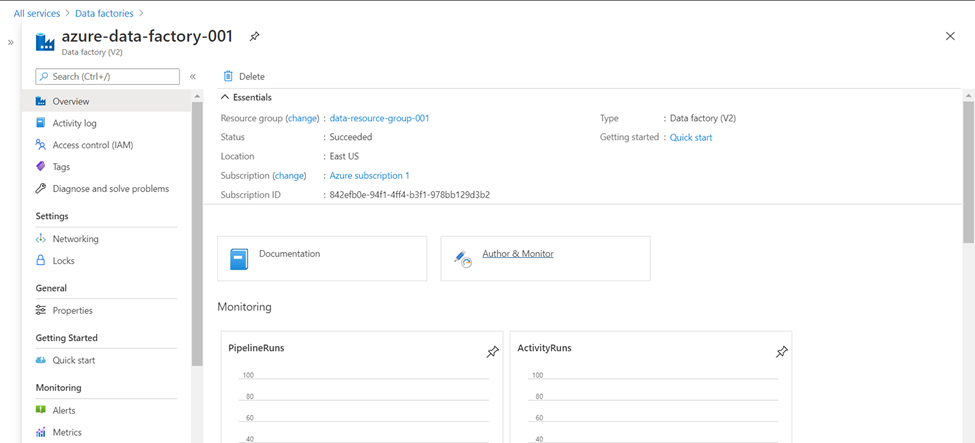 All services > Data factories >
»
azure-data-factory-001
Data factory (V2)
Search (Ctrl+/)
«
Overview
Activity log
Access control (IAM)
Tags
Diagnose and solve problems
Settings
Networking
Locks
General
Properties
Getting Started
Quick start
Monitoring
Alerts
Metrics
Delete
Essentials
Resource group (change) : data-resource-group-001
Status : Succeeded
Location : East US
Subscription (change) : Azure subscription 1
Subscription ID : 842efb0e-94f1-4ff4-b3f1-978bb129d3b2
Type : Data factory (V2)
Getting started : Quick start
Documentation
Author & Monitor
Monitoring
PipelineRuns
100
80
60
40
ActivityRuns
100
80
60
40